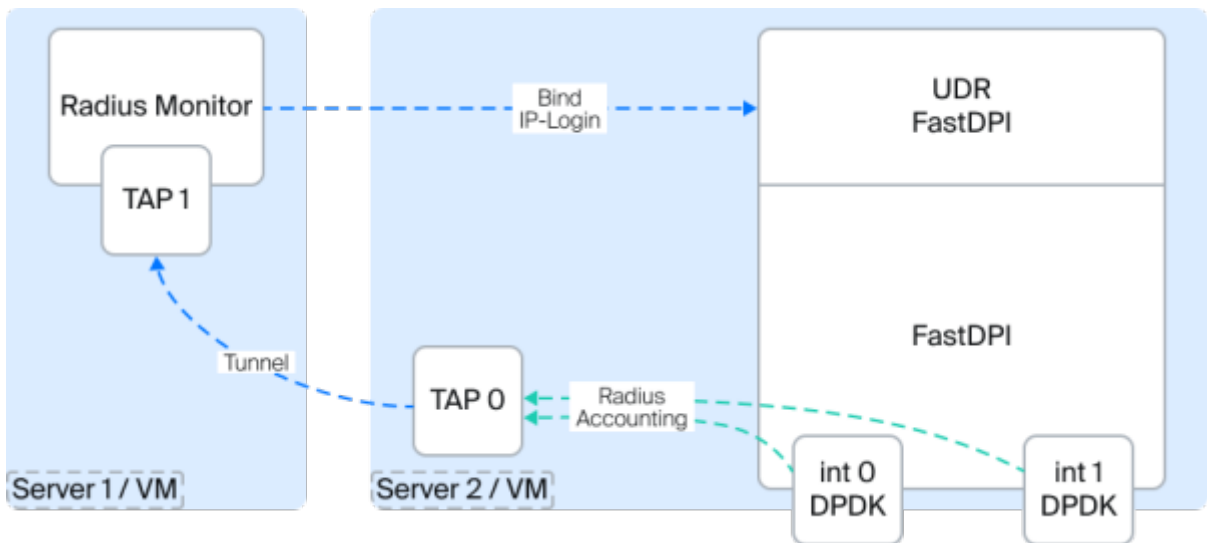 Radius Monitor
TAP 1
Bind
IP-Login
UDR
FastDPI
FastDPI
Tunnel
TAP 0
Radius
Accounting
int 0
DPDK
int 1
DPDK
Server 1 / VM
Server 2 / VM